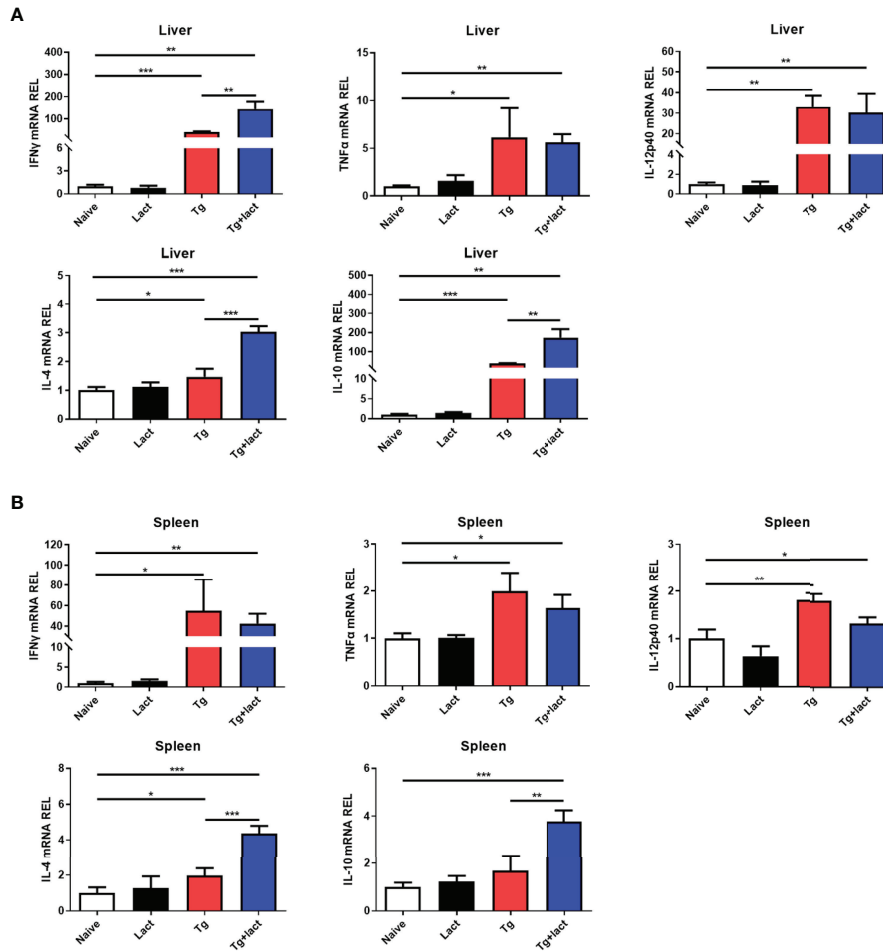 A
Liver
IFNγ mRNA REL
400
300
200
100
6
3
0
**
***
**
Naive
Lact
Tg
Tg+lact
Liver
TNFα mRNA REL
15
10
5
0
**
*
Naive
Lact
Tg
Tg+lact
Liver
IL-12p40 mRNA REL
60
50
40
30
20
10
4
2
0
**
**
Naive
Lact
Tg
Tg+lact
Liver
IL-4 mRNA REL
5
4
3
2
1
0
***
*
***
Naive
Lact
Tg
Tg+lact
Liver
IL-10 mRNA REL
500
400
300
200
100
10
5
0
**
***
**
Naive
Lact
Tg
Tg+lact
B
Spleen
IFNγ mRNA REL
120
100
80
60
40
10
5
0
**
*
Naive
Lact
Tg
Tg+lact
Spleen
TNFα mRNA REL
3
2
1
0
*
*
Naive
Lact
Tg
Tg+lact
Spleen
IL-12p40 mRNA REL
3
2
1
0
*
**
Naive
Lact
Tg
Tg+lact
Spleen
IL-4 mRNA REL
8
6
4
2
0
***
*
***
Naive
Lact
Tg
Tg+lact
Spleen
IL-10 mRNA REL
6
4
2
0
***
**
Naive
Lact
Tg
Tg+lact